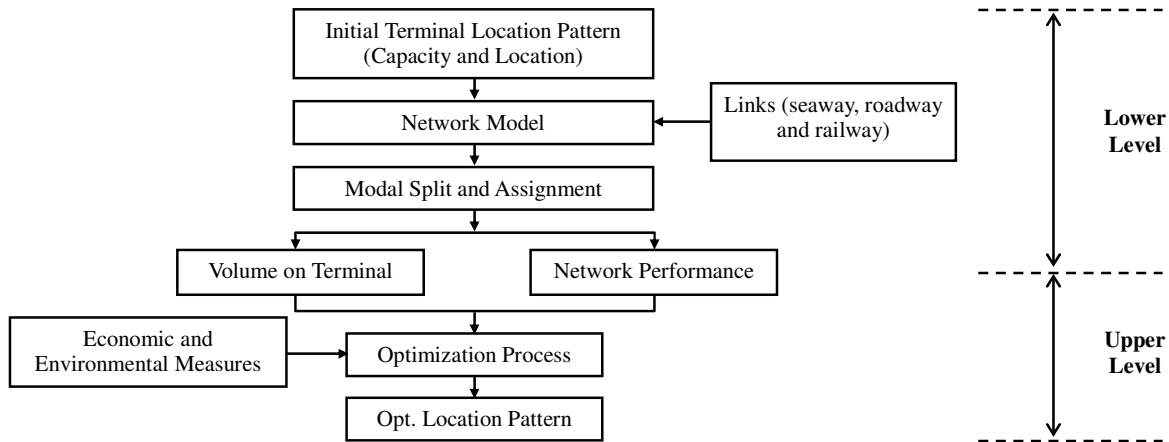 Initial Terminal Location Pattern
(Capacity and Location)
Network Model
Links (seaway, roadway
and railway)
Lower
Level
Modal Split and Assignment
Volume on Terminal
Network Performance
Economic and
Environmental Measures
Optimization Process
Upper
Level
Opt. Location Pattern